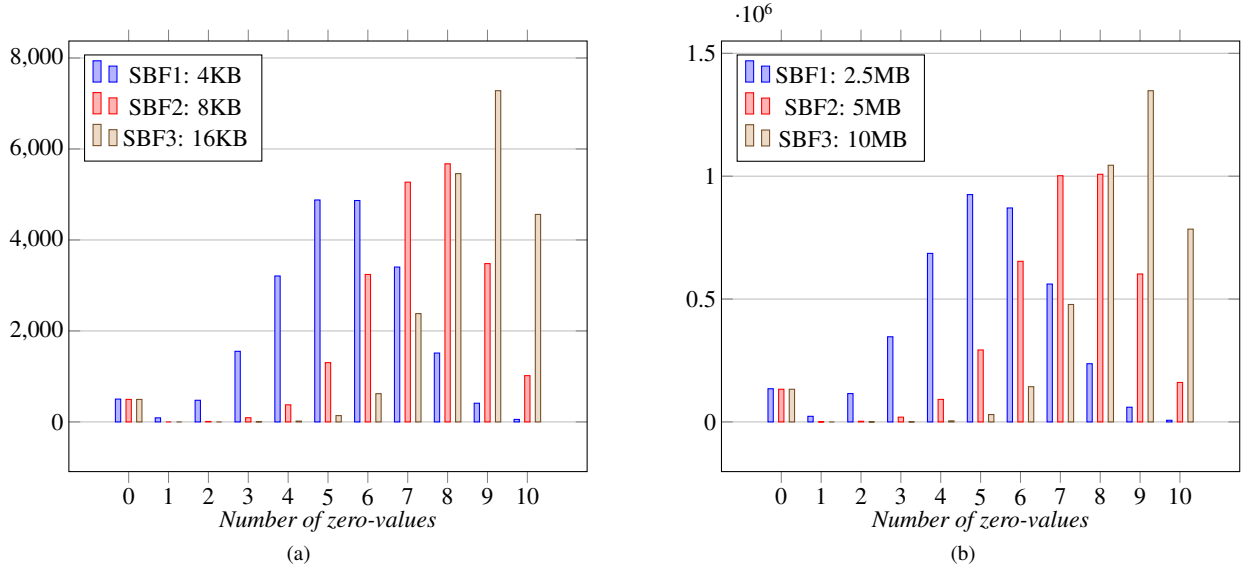 8,000
6,000
4,000
2,000
0
SBF1: 4KB
SBF2: 8KB
SBF3: 16KB
0 1 2 3 4 5 6 7 8 9 10
Number of zero-values
(a)
·10⁶
1.5
1
0.5
0
SBF1: 2.5MB
SBF2: 5MB
SBF3: 10MB
0 1 2 3 4 5 6 7 8 9 10
Number of zero-values
(b)